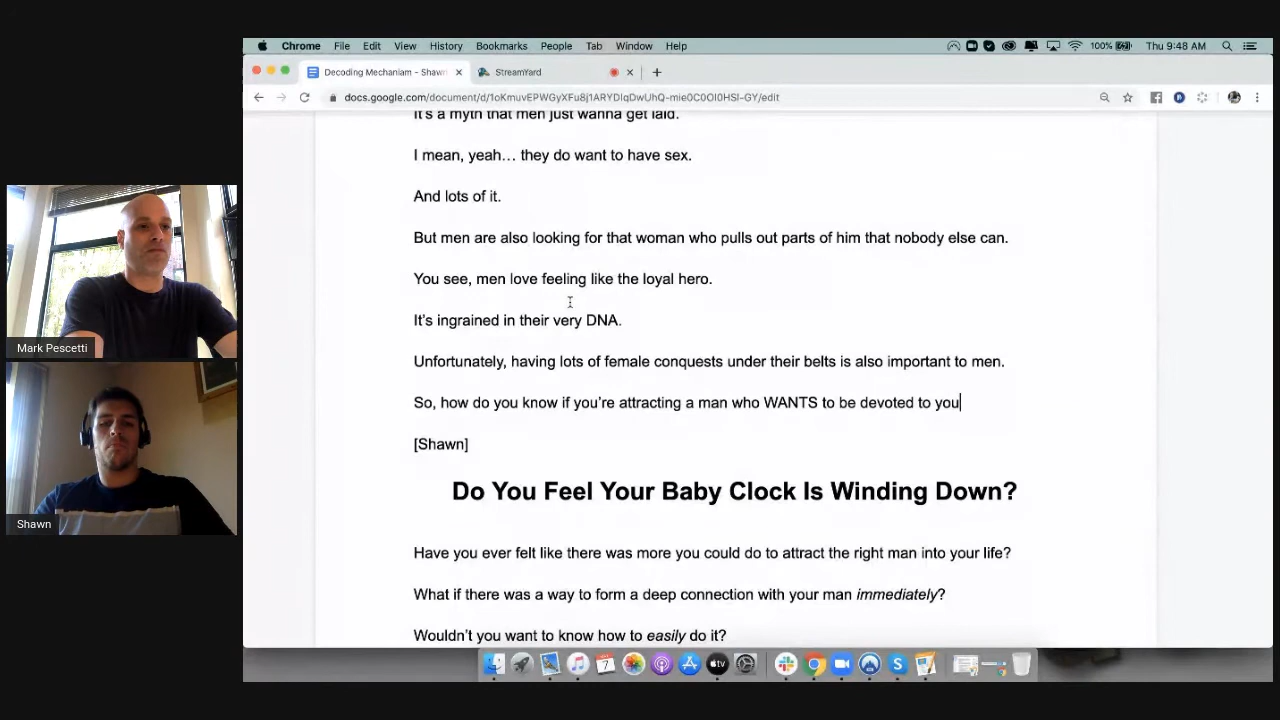 Chrome File Edit View History Bookmarks People Tab Window Help 100% Thu 9:48 AM
Decoding Mechaniam - Shawn StreamYard
docs.google.com/document/d/1oKmuvEPWGyXFu8j1ARYDlqDwUhQ-mie0C0OI0HSI-GY/edit
It's a myth that men just wanna get laid.
I mean, yeah… they do want to have sex.
And lots of it.
But men are also looking for that woman who pulls out parts of him that nobody else can.
You see, men love feeling like the loyal hero.
It's ingrained in their very DNA.
Unfortunately, having lots of female conquests under their belts is also important to men.
So, how do you know if you're attracting a man who WANTS to be devoted to you
[Shawn]
Do You Feel Your Baby Clock Is Winding Down?
Have you ever felt like there was more you could do to attract the right man into your life?
What if there was a way to form a deep connection with your man immediately?
Wouldn't you want to know how to easily do it?
Mark Pescetti
Shawn
7
tv